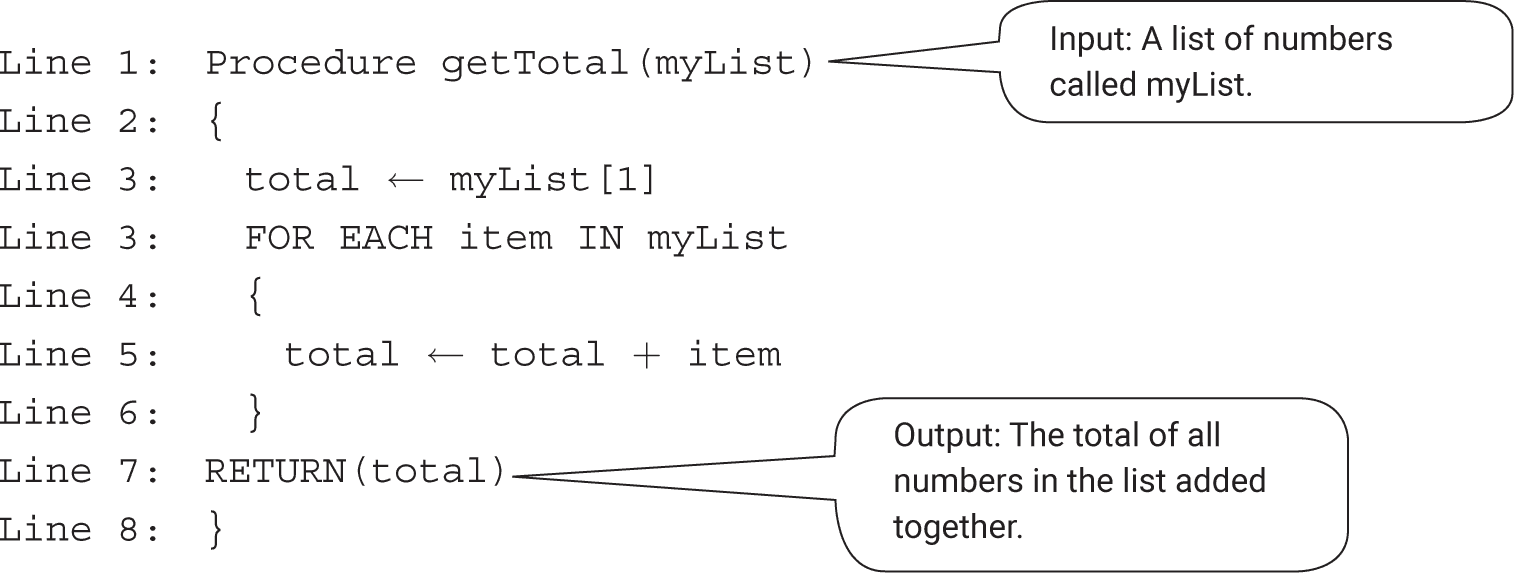 Line 1: Procedure getTotal(myList)
Input: A list of numbers
called myList.
Line 2: {
Line 3: total ← myList[1]
Line 3: FOR EACH item IN myList
Line 4: {
Line 5: total ← total + item
Line 6: }
Line 7: RETURN(total)
Output: The total of all
numbers in the list added
together.
Line 8: }